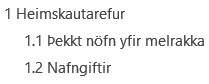 1 Heimskautarefur
1.1 Þekkt nöfn yfir melrakka
1.2 Nafngiftir